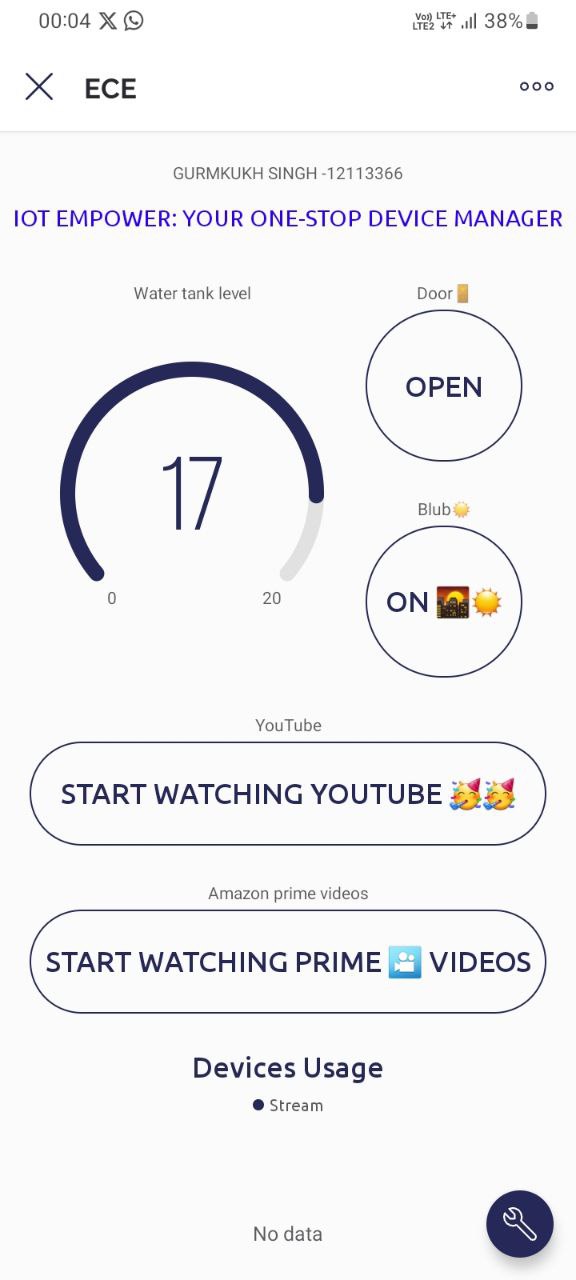 00:04 Vo)) LTE+ LTE2 38%
ECE
GURMKUKH SINGH -12113366
IOT EMPOWER: YOUR ONE-STOP DEVICE MANAGER
Water tank level
Door🚪
OPEN
17
0 20
Blub☀️
ON 🌇☀️
YouTube
START WATCHING YOUTUBE 🥳🥳
Amazon prime videos
START WATCHING PRIME 🎦 VIDEOS
Devices Usage
Stream
No data